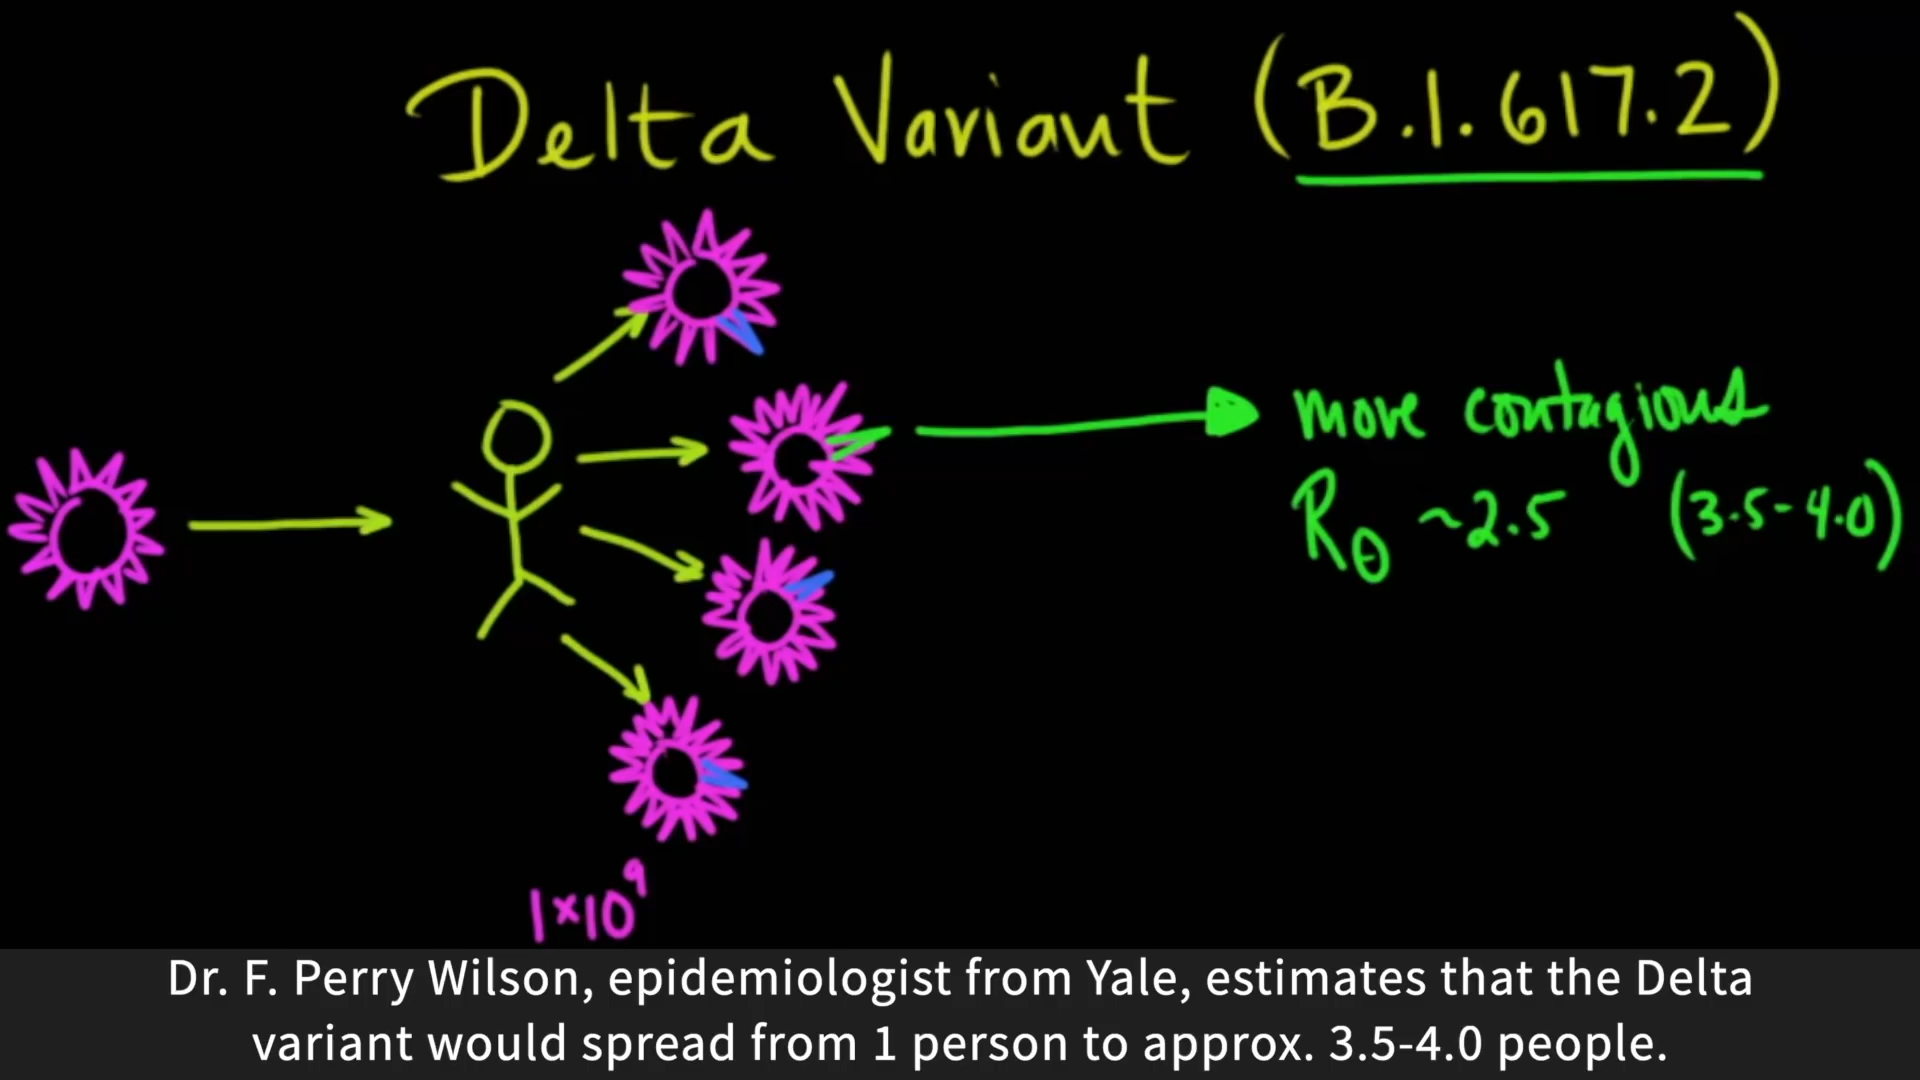 Delta Variant (B.1.617.2)
more contagious
R0 ~2.5 (3.5-4.0)
1×10⁹
Dr. F. Perry Wilson, epidemiologist from Yale, estimates that the Delta
variant would spread from 1 person to approx. 3.5-4.0 people.